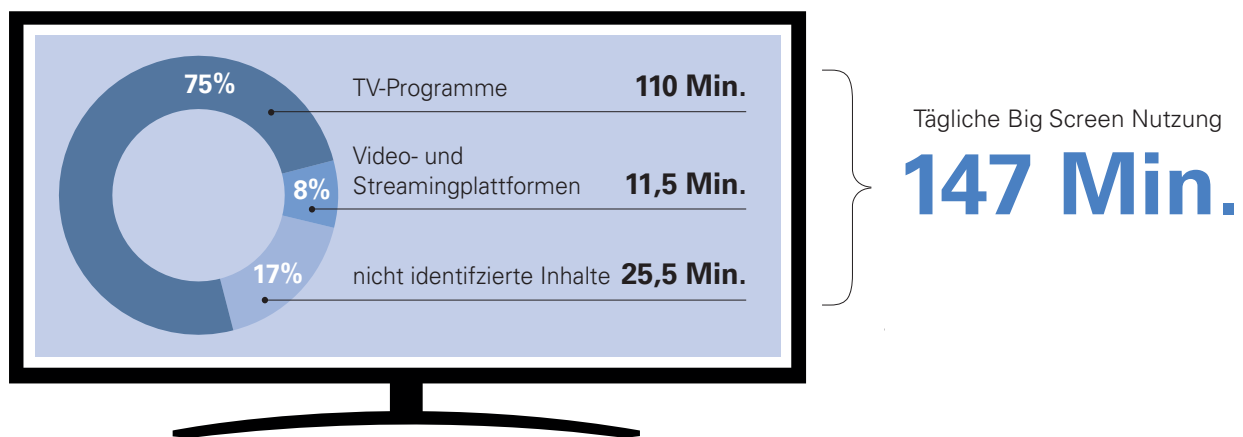 75%
TV-Programme 110 Min.
Video- und
Streamingplattformen 11,5 Min.
8%
nicht identifzierte Inhalte 25,5 Min.
17%
Tägliche Big Screen Nutzung
147 Min.